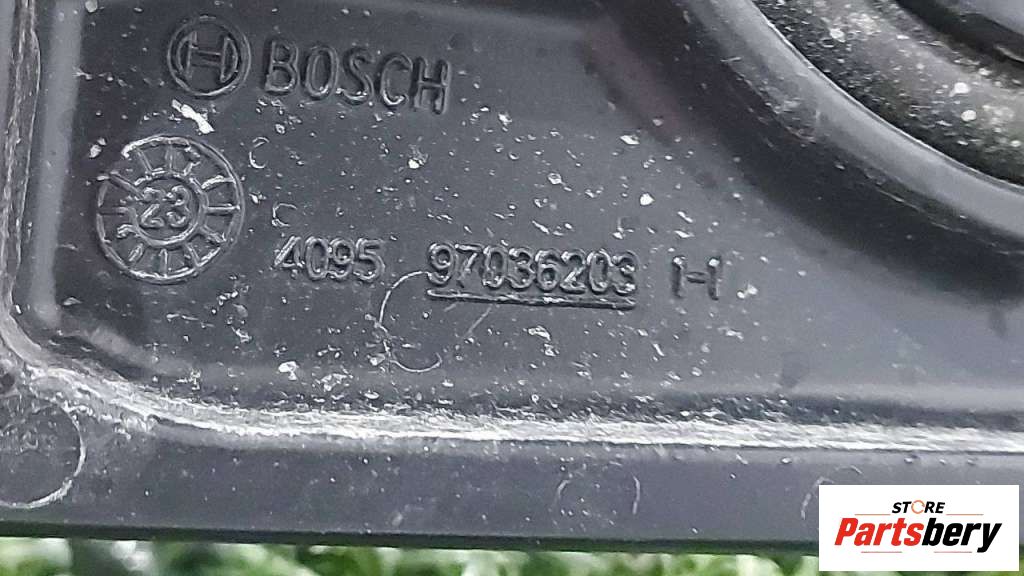 BOSCH
23
4095 97036203 1-1
STORE
Partsbery